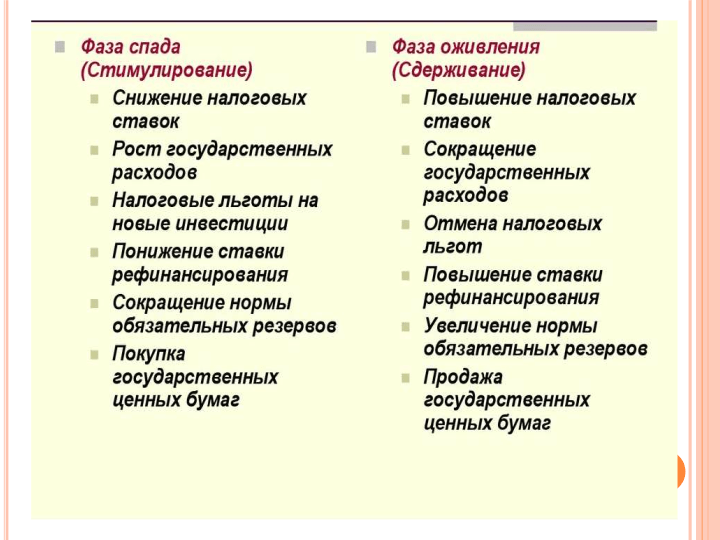 Фаза спада
(Стимулирование)
Снижение налоговых
ставок
Рост государственных
расходов
Налоговые льготы на
новые инвестиции
Понижение ставки
рефинансирования
Сокращение нормы
обязательных резервов
Покупка
государственных
ценных бумаг
Фаза оживления
(Сдерживание)
Повышение налоговых
ставок
Сокращение
государственных
расходов
Отмена налоговых
льгот
Повышение ставки
рефинансирования
Увеличение нормы
обязательных резервов
Продажа
государственных
ценных бумаг